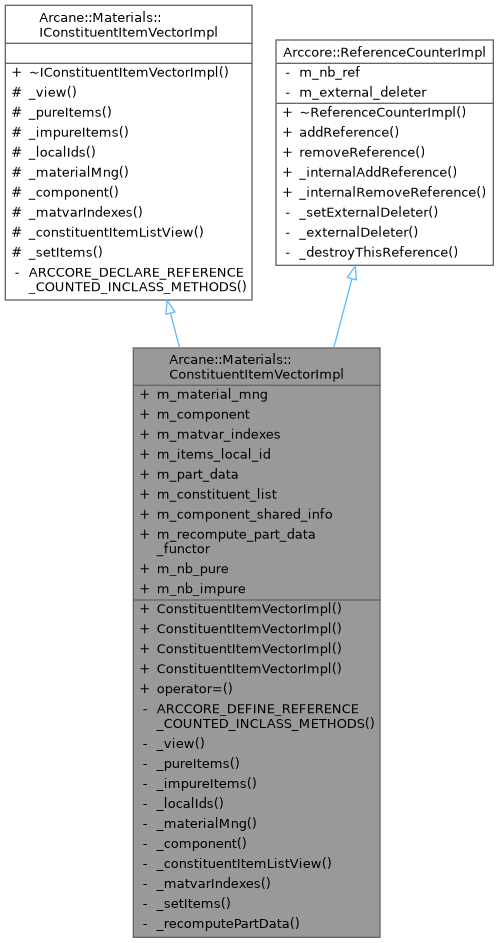 Arcane::Materials::
IConstituentItemVectorImpl
+ ~IConstituentItemVectorImpl()
# _view()
# _pureItems()
# _impureItems()
# _localIds()
# _materialMng()
# _component()
# _matvarIndexes()
# _constituentItemListView()
# _setItems()
- ARCCORE_DECLARE_REFERENCE
_COUNTED_INCLASS_METHODS()
Arccore::ReferenceCounterImpl
- m_nb_ref
- m_external_deleter
+ ~ReferenceCounterImpl()
+ addReference()
+ removeReference()
+ _internalAddReference()
+ _internalRemoveReference()
- _setExternalDeleter()
- _externalDeleter()
- _destroyThisReference()
Arcane::Materials::
ConstituentItemVectorImpl
+ m_material_mng
+ m_component
+ m_matvar_indexes
+ m_items_local_id
+ m_part_data
+ m_constituent_list
+ m_component_shared_info
+ m_recompute_part_data
_functor
+ m_nb_pure
+ m_nb_impure
+ ConstituentItemVectorImpl()
+ ConstituentItemVectorImpl()
+ ConstituentItemVectorImpl()
+ ConstituentItemVectorImpl()
+ operator=()
- ARCCORE_DEFINE_REFERENCE
_COUNTED_INCLASS_METHODS()
- _view()
- _pureItems()
- _impureItems()
- _localIds()
- _materialMng()
- _component()
- _constituentItemListView()
- _matvarIndexes()
- _setItems()
- _recomputePartData()